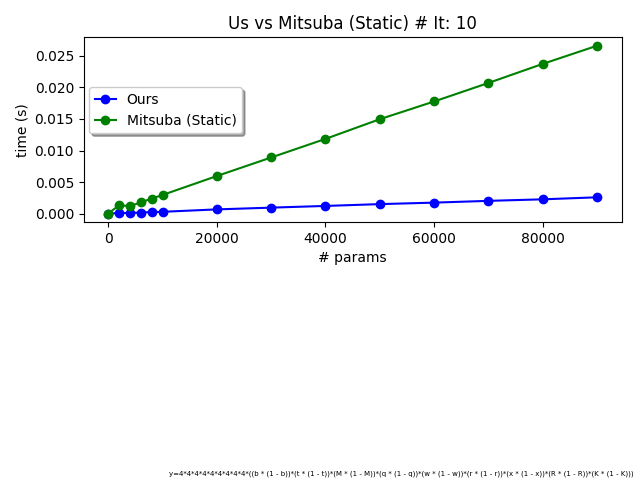 Us vs Mitsuba (Static) # It: 10
0.025
0.020
0.015
0.010
0.005
0.000
time (s)
Ours
Mitsuba (Static)
0 20000 40000 60000 80000
# params
y=4*4*4*4*4*4*4*4*4*((b * (1 - b))*(t * (1 - t))*(M * (1 - M))*(q * (1 - q))*(w * (1 - w))*(r * (1 - r))*(x * (1 - x))*(R * (1 - R))*(K * (1 - K)))